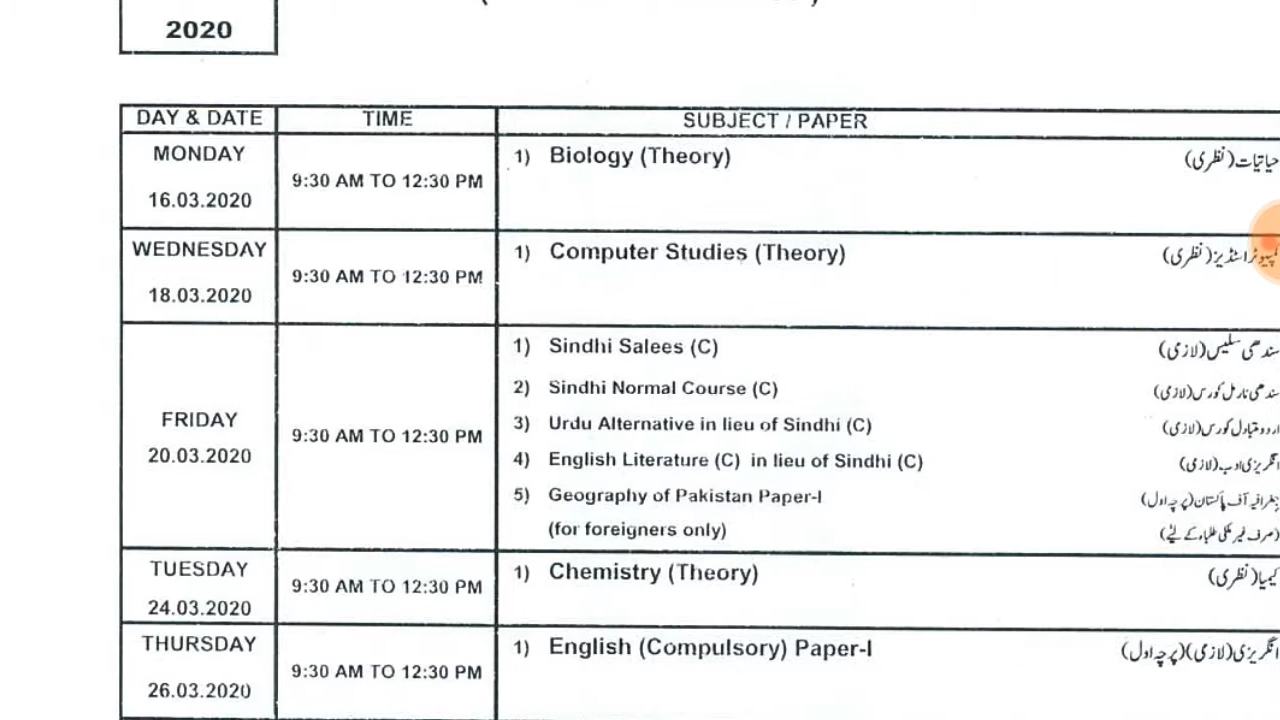 2020
DAY & DATE TIME SUBJECT / PAPER
MONDAY
16.03.2020
9:30 AM TO 12:30 PM
1) Biology (Theory) حیاتیات (نظری)
WEDNESDAY
18.03.2020
9:30 AM TO 12:30 PM
1) Computer Studies (Theory) کمپیوٹر اسٹڈیز (نظری)
FRIDAY
20.03.2020
9:30 AM TO 12:30 PM
1) Sindhi Salees (C) سندھی سلیس (لازمی)
2) Sindhi Normal Course (C) سندھی نارمل کورس (لازمی)
3) Urdu Alternative in lieu of Sindhi (C) اردو متبادل کورس (لازمی)
4) English Literature (C) in lieu of Sindhi (C) انگریزی ادب (لازمی)
5) Geography of Pakistan Paper-I جغرافیہ آف پاکستان (پرچہ اول)
(for foreigners only) (صرف غیر ملکی طلباء کے لیئے)
TUESDAY
24.03.2020
9:30 AM TO 12:30 PM
1) Chemistry (Theory) کیمیا (نظری)
THURSDAY
26.03.2020
9:30 AM TO 12:30 PM
1) English (Compulsory) Paper-I انگریزی (لازمی) (پرچہ اول)